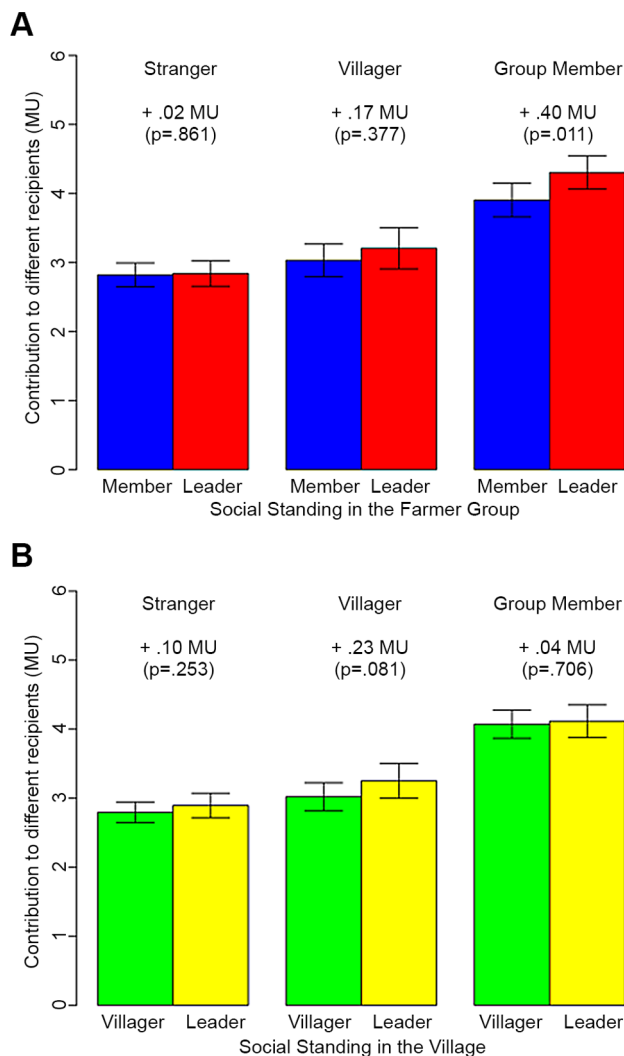 A
Contribution to different recipients (MU)
0
1
2
3
4
5
6
Stranger
+ .02 MU
(p=.861)
Villager
+ .17 MU
(p=.377)
Group Member
+ .40 MU
(p=.011)
Member Leader
Member Leader
Member Leader
Social Standing in the Farmer Group
B
Contribution to different recipients (MU)
0
1
2
3
4
5
6
Stranger
+ .10 MU
(p=.253)
Villager
+ .23 MU
(p=.081)
Group Member
+ .04 MU
(p=.706)
Villager Leader
Villager Leader
Villager Leader
Social Standing in the Village